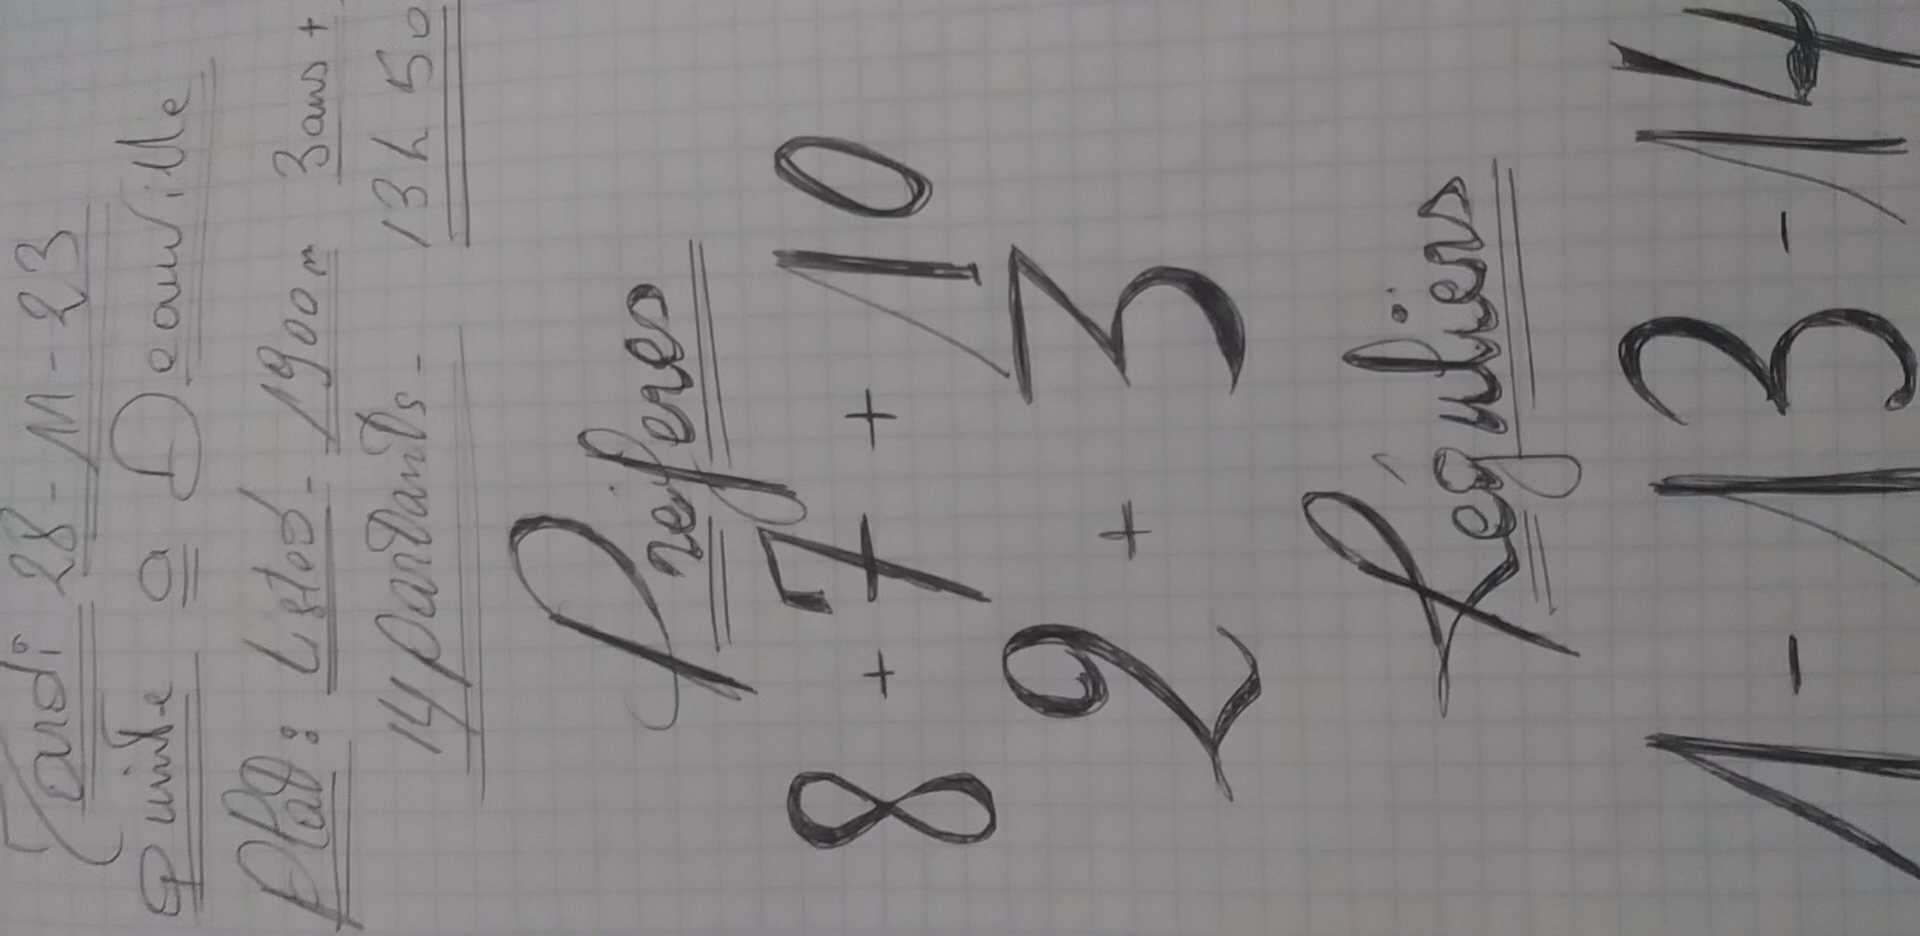 Mardi 28-11-23
Quinté a Deauville
Plat: Listed - 1900m 3ans +
14 partants - 13h50
Préférés
8 + 7 + 10
2 + 3
Réguliers
1 - 13 - 14